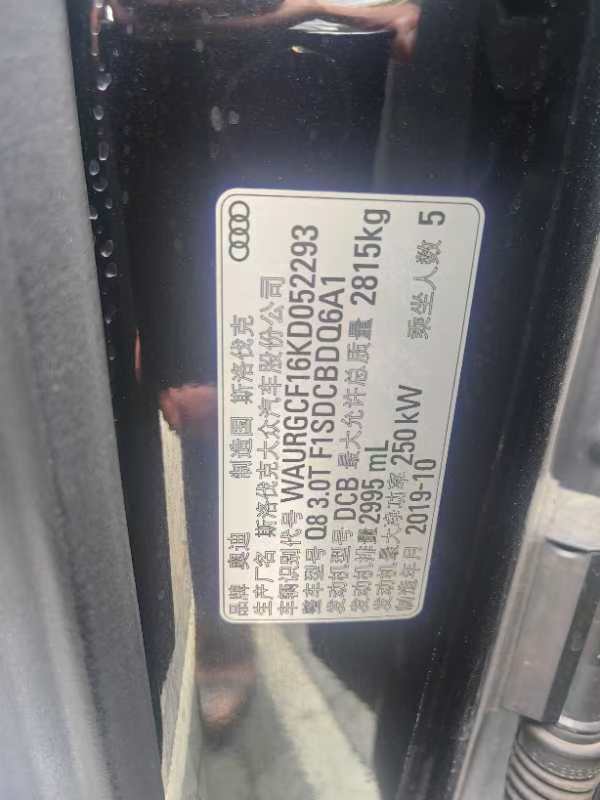 品牌 奥迪 制造国 斯洛伐克
生产厂名 斯洛伐克大众汽车股份公司
车辆识别代号 WAURGCF16KD052293
整车型号 Q8 3.0T F1SDCBDQ6A1
发动机型号 DCB 最大允许总质量 2815kg
发动机排量 2995 mL
发动机最大净功率 250kW 乘坐人数 5
制造年月 2019-10